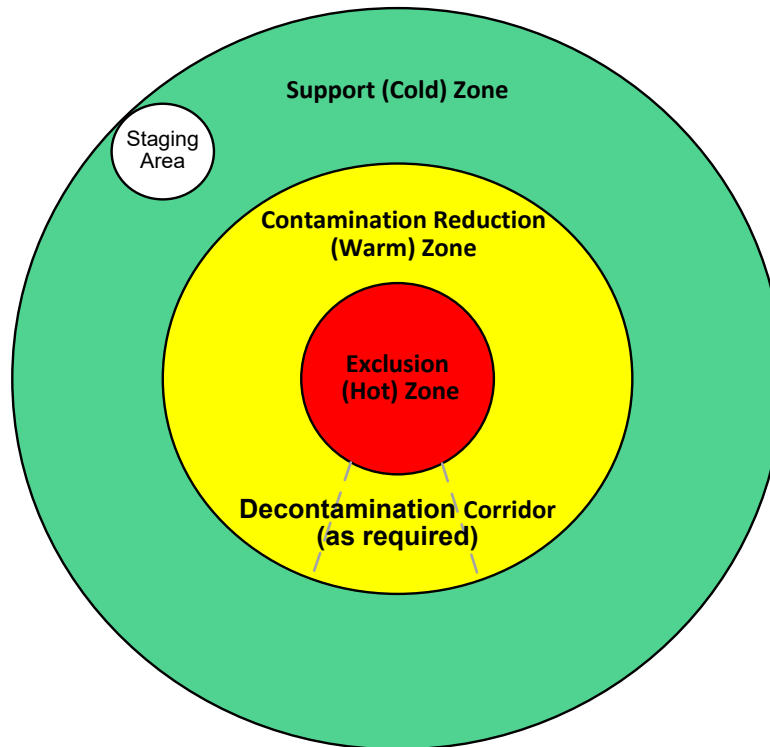 Support (Cold) Zone
Staging
Area
Contamination Reduction
(Warm) Zone
Exclusion
(Hot) Zone
Decontamination Corridor
(as required)